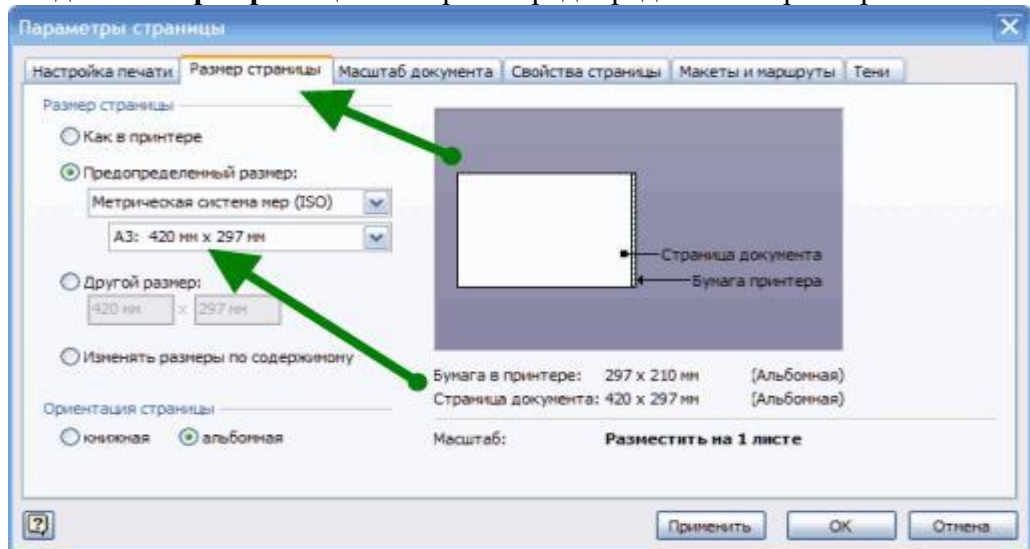 Параметры страницы
Настройка печати Размер страницы Масштаб документа Свойства страницы Макеты и маршруты Тени
Размер страницы
Как в принтере
Предопределенный размер:
Метрическая система мер (ISO)
A3: 420 мм x 297 мм
Другой размер:
420 мм x 297 мм
Изменять размеры по содержимому
Ориентация страницы
книжная альбомная
Страница документа
Бумага принтера
Бумага в принтере: 297 x 210 мм (Альбомная)
Страница документа: 420 x 297 мм (Альбомная)
Масштаб: Разместить на 1 листе
Применить OK Отмена